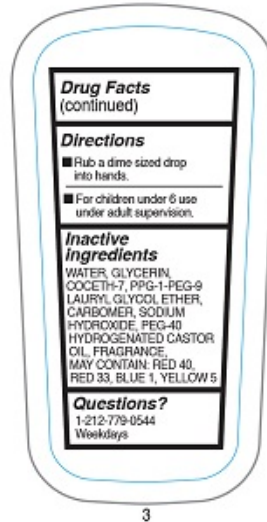 Drug Facts
(continued)
Directions
■ Rub a dime sized drop
into hands.
■ For children under 6 use
under adult supervision.
Inactive
ingredients
WATER, GLYCERIN,
COCETH-7, PPG-1-PEG-9
LAURYL GLYCOL ETHER,
CARBOMER, SODIUM
HYDROXIDE, PEG-40
HYDROGENATED CASTOR
OIL, FRAGRANCE,
MAY CONTAIN: RED 40,
RED 33, BLUE 1, YELLOW 5
Questions?
1-212-779-0544
Weekdays
3